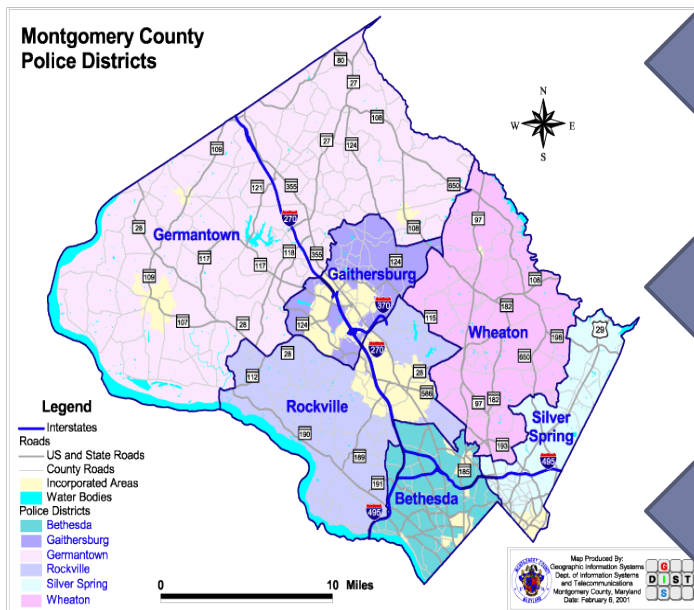 Montgomery County
Police Districts
80
27
N
W E
S
108
109
27
124
121
355
650
270
97
28
108
Germantown
118
355
117
124
117
Gaithersburg
108
109
370
182
107
28
124
115
Wheaton
29
270
198
28
650
112
28
586
Rockville
97
182
Silver
Spring
190
193
189
185
495
191
Bethesda
495
Legend
Interstates
Roads
US and State Roads
County Roads
Incorporated Areas
Water Bodies
Police Districts
Bethesda
Gaithersburg
Germantown
Rockville
Silver Spring
Wheaton
0 10 Miles
MONTGOMERY COUNTY
MARYLAND
Map Produced By:
Geographic Information Systems
Dept. of Information Systems
and Telecommunications
Montgomery County, Maryland
Date: February 6, 2001
G
D I S T
S